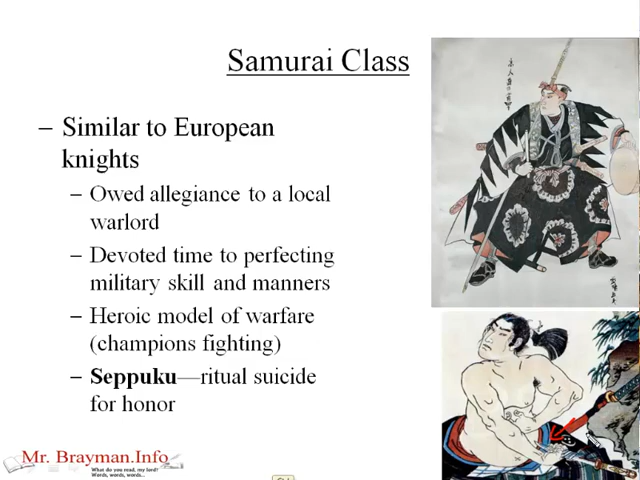 Samurai Class
– Similar to European
knights
– Owed allegiance to a local
warlord
– Devoted time to perfecting
military skill and manners
– Heroic model of warfare
(champions fighting)
– Seppuku—ritual suicide
for honor
Mr. Brayman.Info
What do you read, my lord?
Words, words, words...